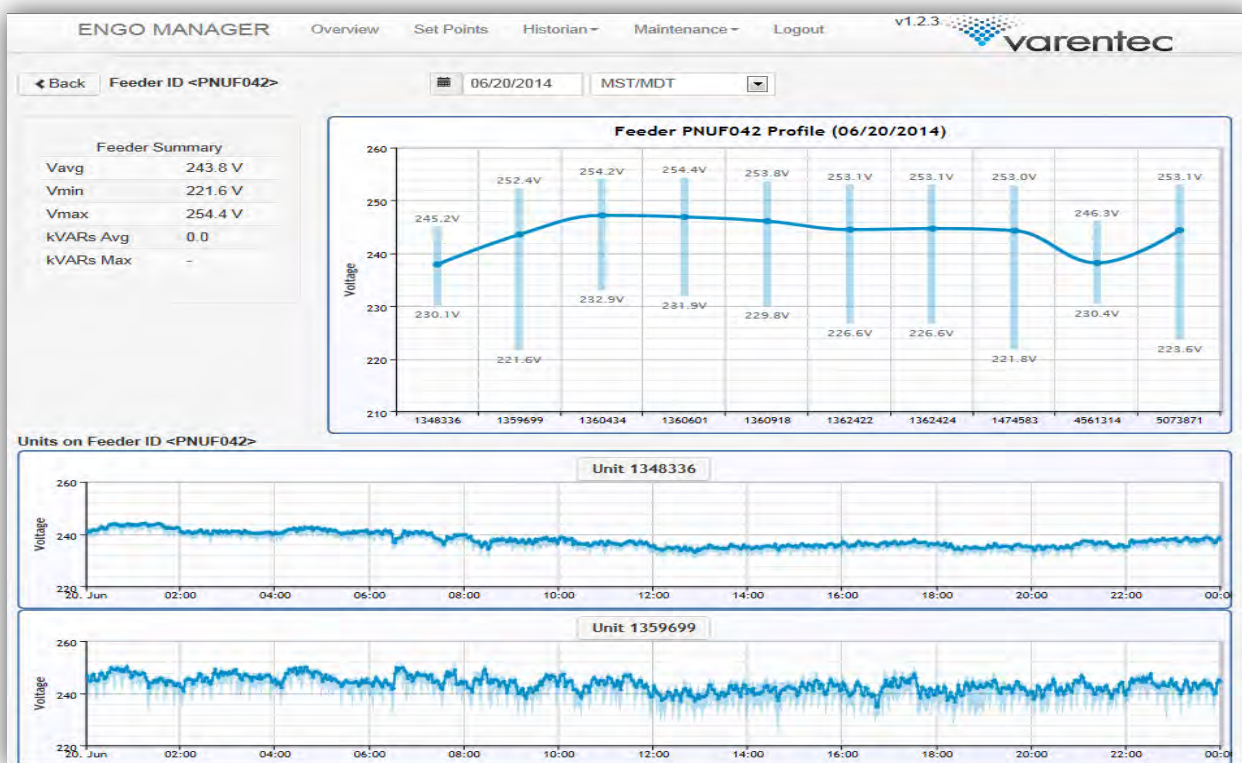 ENGO MANAGER Overview Set Points Historian Maintenance Logout v1.2.3 varentec
Back Feeder ID <PNUF042> 06/20/2014 MST/MDT
Feeder Summary
Vavg 243.8 V
Vmin 221.6 V
Vmax 254.4 V
kVARs Avg 0.0
kVARs Max -
Feeder PNUF042 Profile (06/20/2014)
Voltage
260
250
240
230
220
210
245.2V 252.4V 254.2V 254.4V 253.8V 253.1V 253.1V 253.0V 246.3V 253.1V
230.1V 221.6V 232.9V 231.9V 229.8V 226.6V 226.6V 221.8V 230.4V 223.6V
1348336 1359699 1360434 1360601 1360918 1362422 1362424 1474583 4561314 5073871
Units on Feeder ID <PNUF042>
Unit 1348336
Voltage
260
240
220
20. Jun 02:00 04:00 06:00 08:00 10:00 12:00 14:00 16:00 18:00 20:00 22:00 00:0
Unit 1359699
Voltage
260
240
220
20. Jun 02:00 04:00 06:00 08:00 10:00 12:00 14:00 16:00 18:00 20:00 22:00 00:0